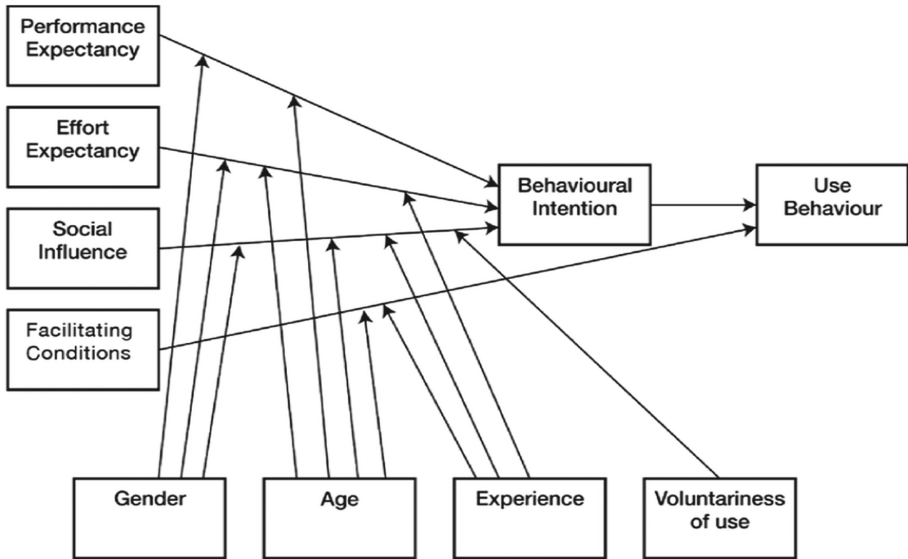 Performance
Expectancy
Effort
Expectancy
Social
Influence
Facilitating
Conditions
Behavioural
Intention
Use
Behaviour
Gender
Age
Experience
Voluntariness
of use